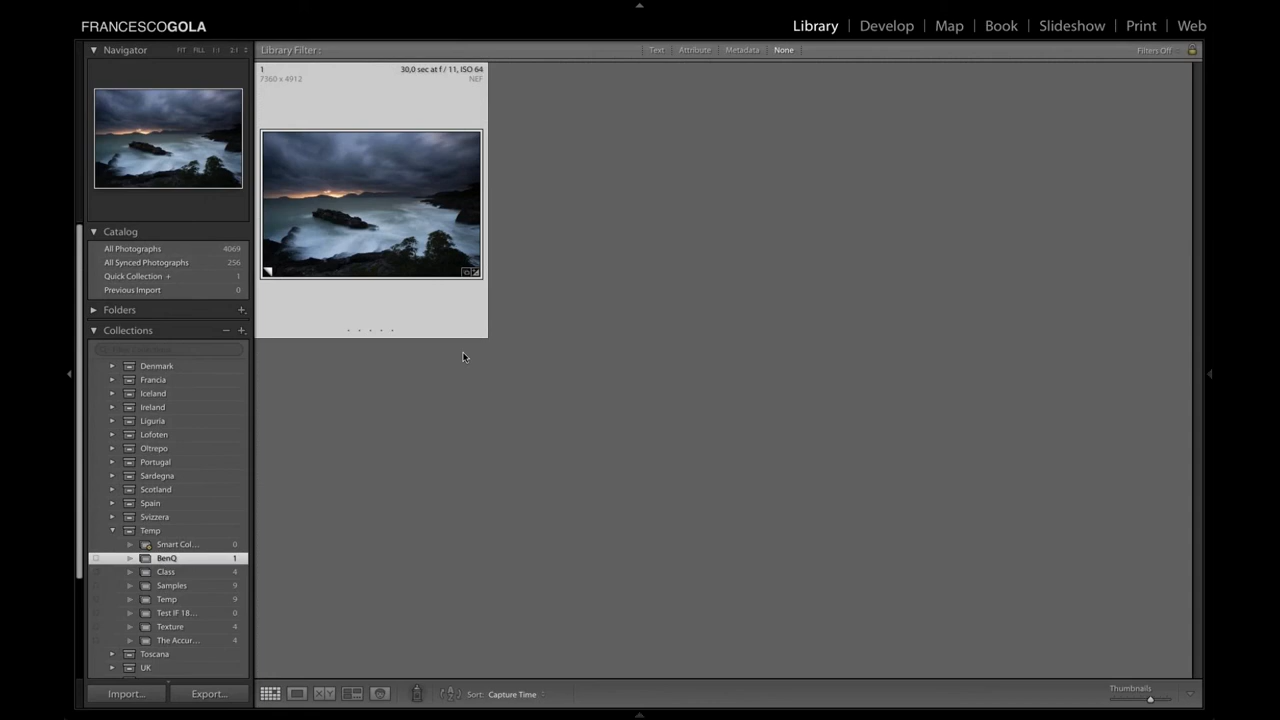 FRANCESCOGOLA
Library | Develop | Map | Book | Slideshow | Print | Web
Navigator FIT FILL 1:1 2:1
Library Filter : Text Attribute Metadata None Filters Off
1 30,0 sec at f / 11, ISO 64
7360 x 4912 NEF
Catalog
All Photographs 4069
All Synced Photographs 256
Quick Collection + 1
Previous Import 0
Folders +
Collections − +
Denmark
Francia
Iceland
Ireland
Liguria
Lofoten
Oltrepo
Portugal
Sardegna
Scotland
Spain
Svizzera
Temp
Smart Col... 0
BenQ 1
Class 4
Samples 9
Temp 9
Test IF 18... 0
Texture 4
The Accur... 4
Toscana
UK
Import... Export... XY Sort: Capture Time Thumbnails